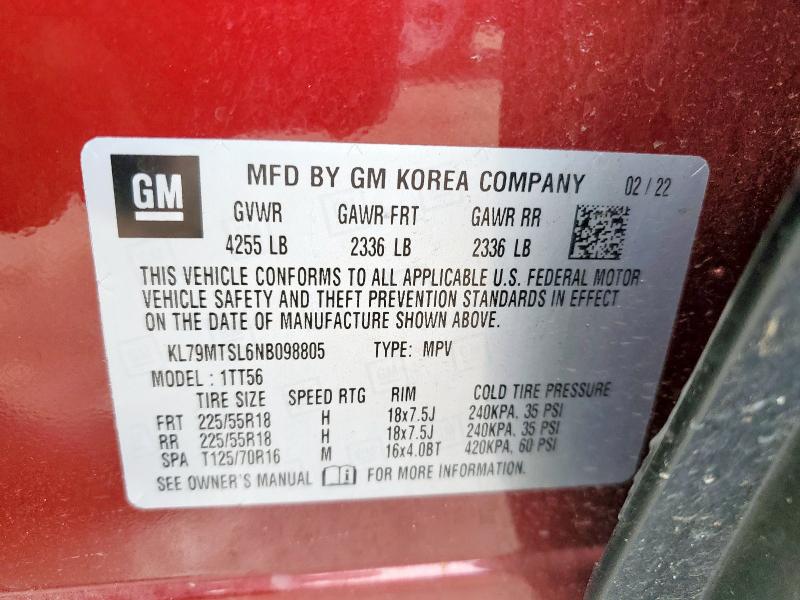 GM MFD BY GM KOREA COMPANY 02 / 22
GVWR GAWR FRT GAWR RR
4255 LB 2336 LB 2336 LB
THIS VEHICLE CONFORMS TO ALL APPLICABLE U.S. FEDERAL MOTOR
VEHICLE SAFETY AND THEFT PREVENTION STANDARDS IN EFFECT
ON THE DATE OF MANUFACTURE SHOWN ABOVE.
KL79MTSL6NB098805 TYPE: MPV
MODEL : 1TT56
TIRE SIZE SPEED RTG RIM COLD TIRE PRESSURE
FRT 225/55R18 H 18x7.5J 240KPA, 35 PSI
RR 225/55R18 H 18x7.5J 240KPA, 35 PSI
SPA T125/70R16 M 16x4.0BT 420KPA, 60 PSI
SEE OWNER'S MANUAL FOR MORE INFORMATION.